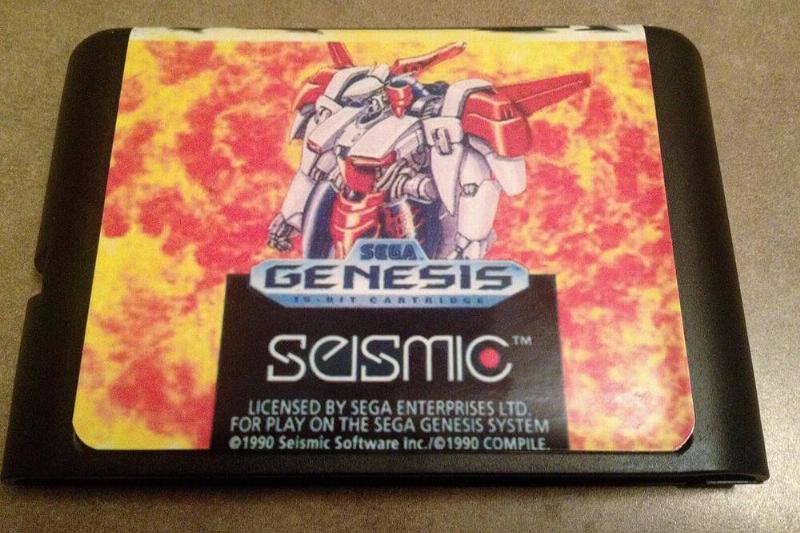 SEGA
GENESIS
16-BIT CARTRIDGE
SEISMIC™
LICENSED BY SEGA ENTERPRISES LTD.
FOR PLAY ON THE SEGA GENESIS SYSTEM
©1990 Seismic Software Inc./©1990 COMPILE.